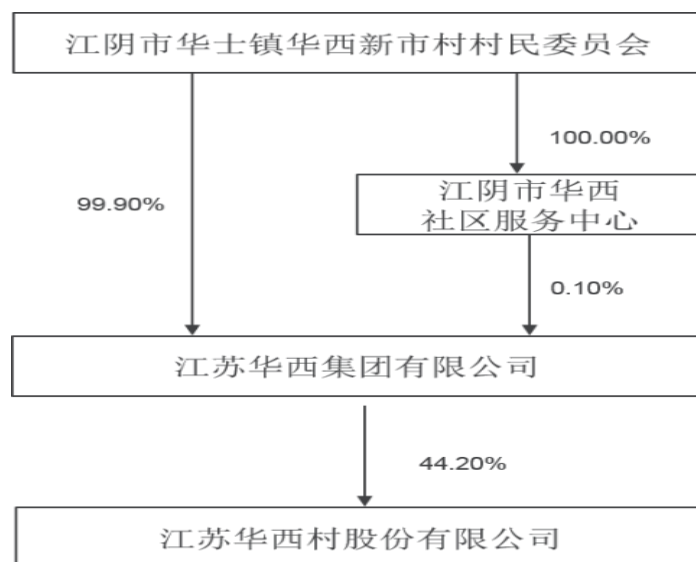 江阴市华士镇华西新市村村民委员会
100.00%
99.90%
江阴市华西
社区服务中心
0.10%
江苏华西集团有限公司
44.20%
江苏华西村股份有限公司